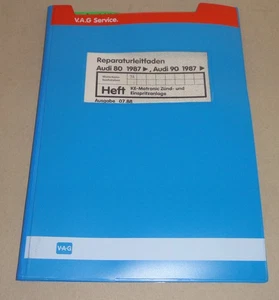 V.A.G Service.
Reparaturleitfaden
Audi 80 1987 ▶, Audi 90 1987 ▶
Heft
KE-Motronic Zünd- und
Einspritzanlage
Ausgabe 07.88
V·A·G